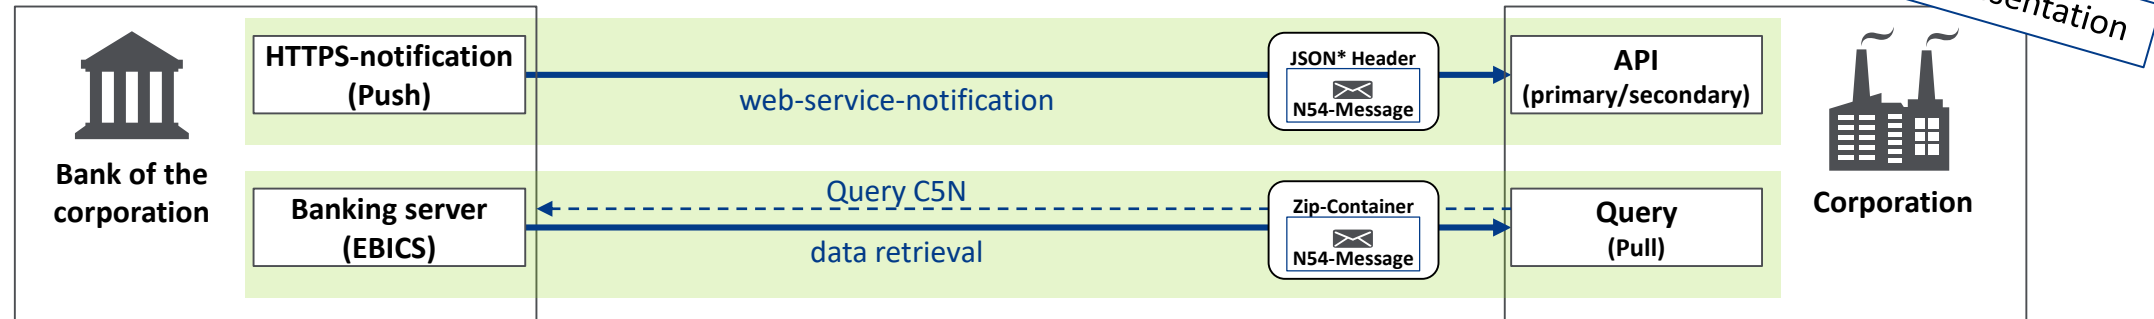 HTTPS-notification
(Push)
web-service-notification
JSON* Header
N54-Message
API
(primary/secondary)
Bank of the
corporation
Banking server
(EBICS)
Query C5N
data retrieval
Zip-Container
N54-Message
Query
(Pull)
Corporation